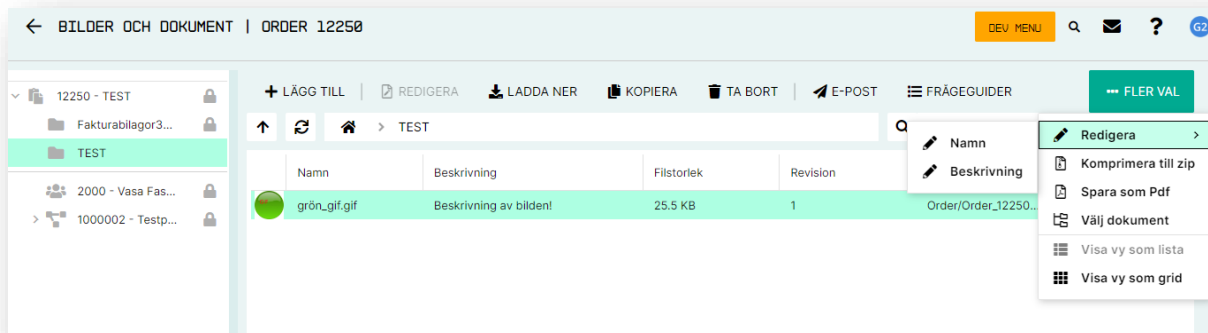 BILDER OCH DOKUMENT | ORDER 12250
DEV MENU
?
G2
12250 - TEST
Fakturabilagor3...
TEST
2000 - Vasa Fas...
1000002 - Testp...
LÄGG TILL
REDIGERA
LADDA NER
KOPIERA
TA BORT
E-POST
FRÅGEGUIDER
FLER VAL
> TEST
Namn
Beskrivning
Filstorlek
Revision
grön_gif.gif
Beskrivning av bilden!
25.5 KB
1
Order/Order_12250...
Namn
Beskrivning
Redigera
Komprimera till zip
Spara som Pdf
Välj dokument
Visa vy som lista
Visa vy som grid